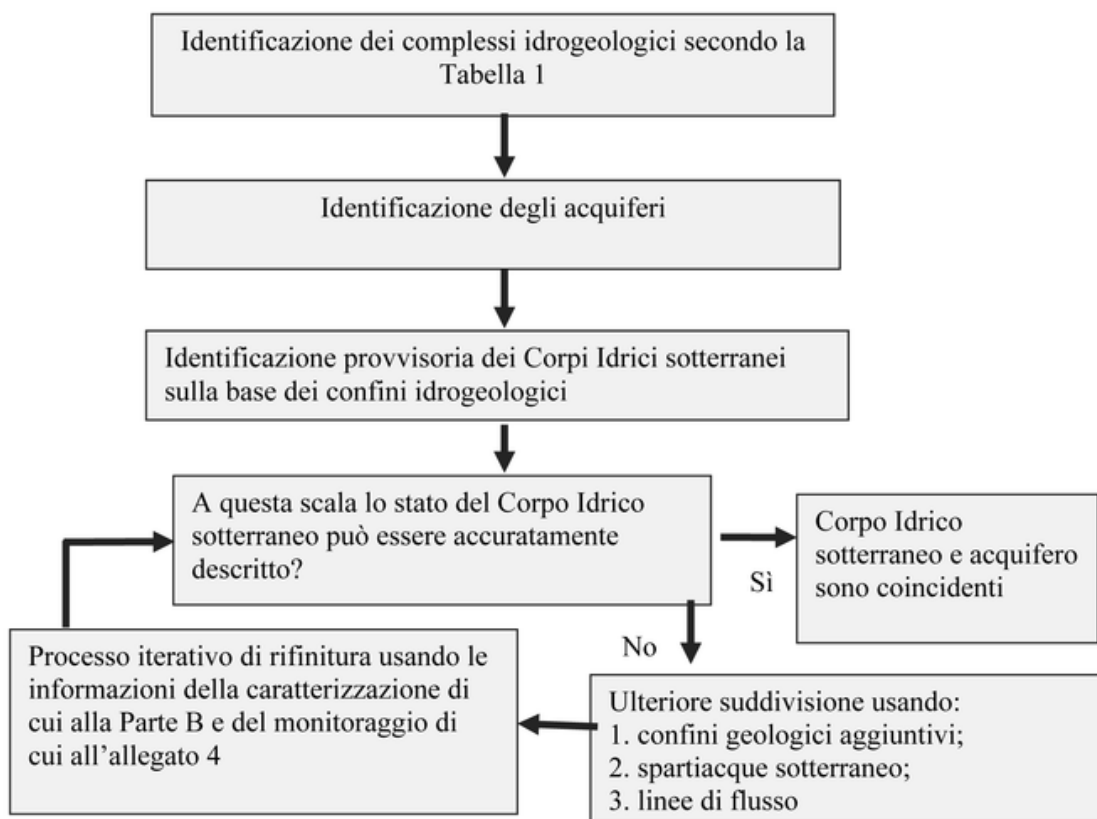 Identificazione dei complessi idrogeologici secondo la
Tabella 1
Identificazione degli acquiferi
Identificazione provvisoria dei Corpi Idrici sotterranei
sulla base dei confini idrogeologici
A questa scala lo stato del Corpo Idrico
sotterraneo può essere accuratamente
descritto?
Sì
Corpo Idrico
sotterraneo e acquifero
sono coincidenti
No
Ulteriore suddivisione usando:
1. confini geologici aggiuntivi;
2. spartiacque sotterraneo;
3. linee di flusso
Processo iterativo di rifinitura usando le
informazioni della caratterizzazione di
cui alla Parte B e del monitoraggio di
cui all’allegato 4